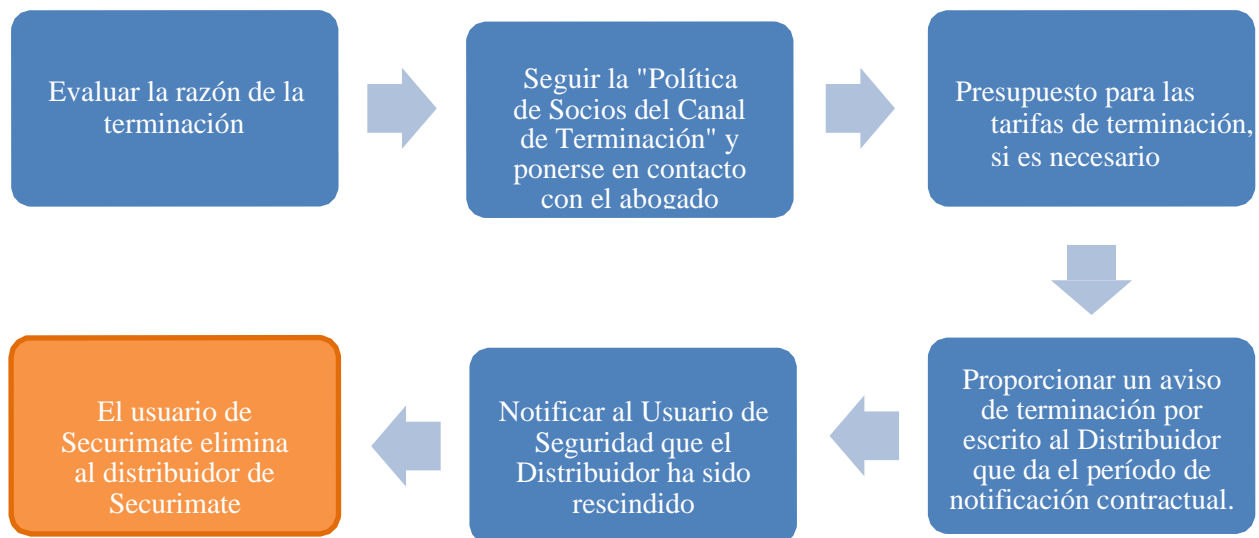 Evaluar la razón de la
terminación
Seguir la "Política
de Socios del Canal
de Terminación" y
ponerse en contacto
con el abogado
Presupuesto para las
tarifas de terminación,
si es necesario
Proporcionar un aviso
de terminación por
escrito al Distribuidor
que da el período de
notificación contractual.
Notificar al Usuario de
Seguridad que el
Distribuidor ha sido
rescindido
El usuario de
Securimate elimina
al distribuidor de
Securimate